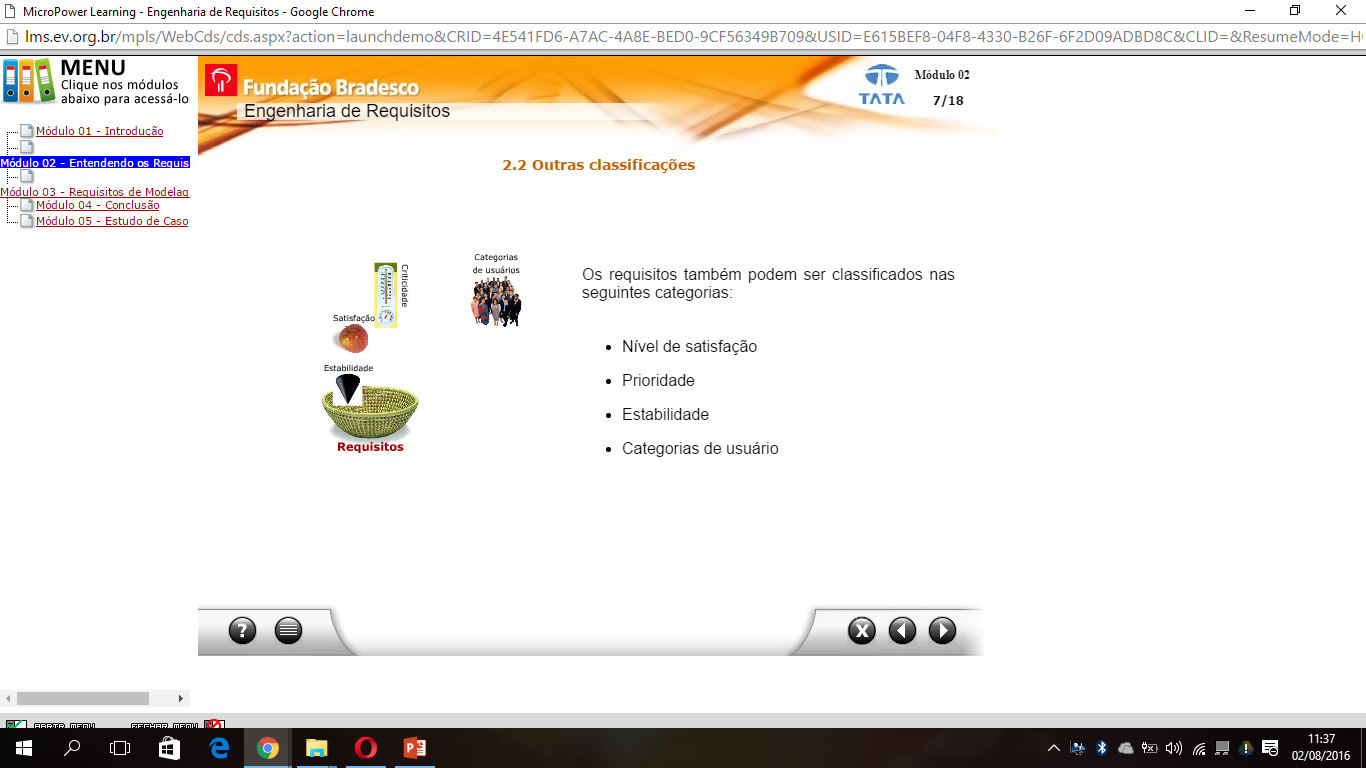 MicroPower Learning - Engenharia de Requisitos - Google Chrome
lms.ev.org.br/mpls/WebCds/cds.aspx?action=launchdemo&CRID=4E541FD6-A7AC-4A8E-BED0-9CF56349B709&USID=E615BEF8-04F8-4330-B26F-6F2D09ADBD8C&CLID=&ResumeMode=H
MENU
Clique nos módulos
abaixo para acessá-lo
Módulo 01 - Introdução
Módulo 02 - Entendendo os Requis
Módulo 03 - Requisitos de Modelag
Módulo 04 - Conclusão
Módulo 05 - Estudo de Caso
Fundação Bradesco
Engenharia de Requisitos
TATA
Módulo 02
7/18
2.2 Outras classificações
Categorias
de usuários
Criticidade
Satisfação
Estabilidade
Requisitos
Os requisitos também podem ser classificados nas
seguintes categorias:
• Nível de satisfação
• Prioridade
• Estabilidade
• Categorias de usuário
ABRIR MENU
FECHAR MENU
11:37
02/08/2016